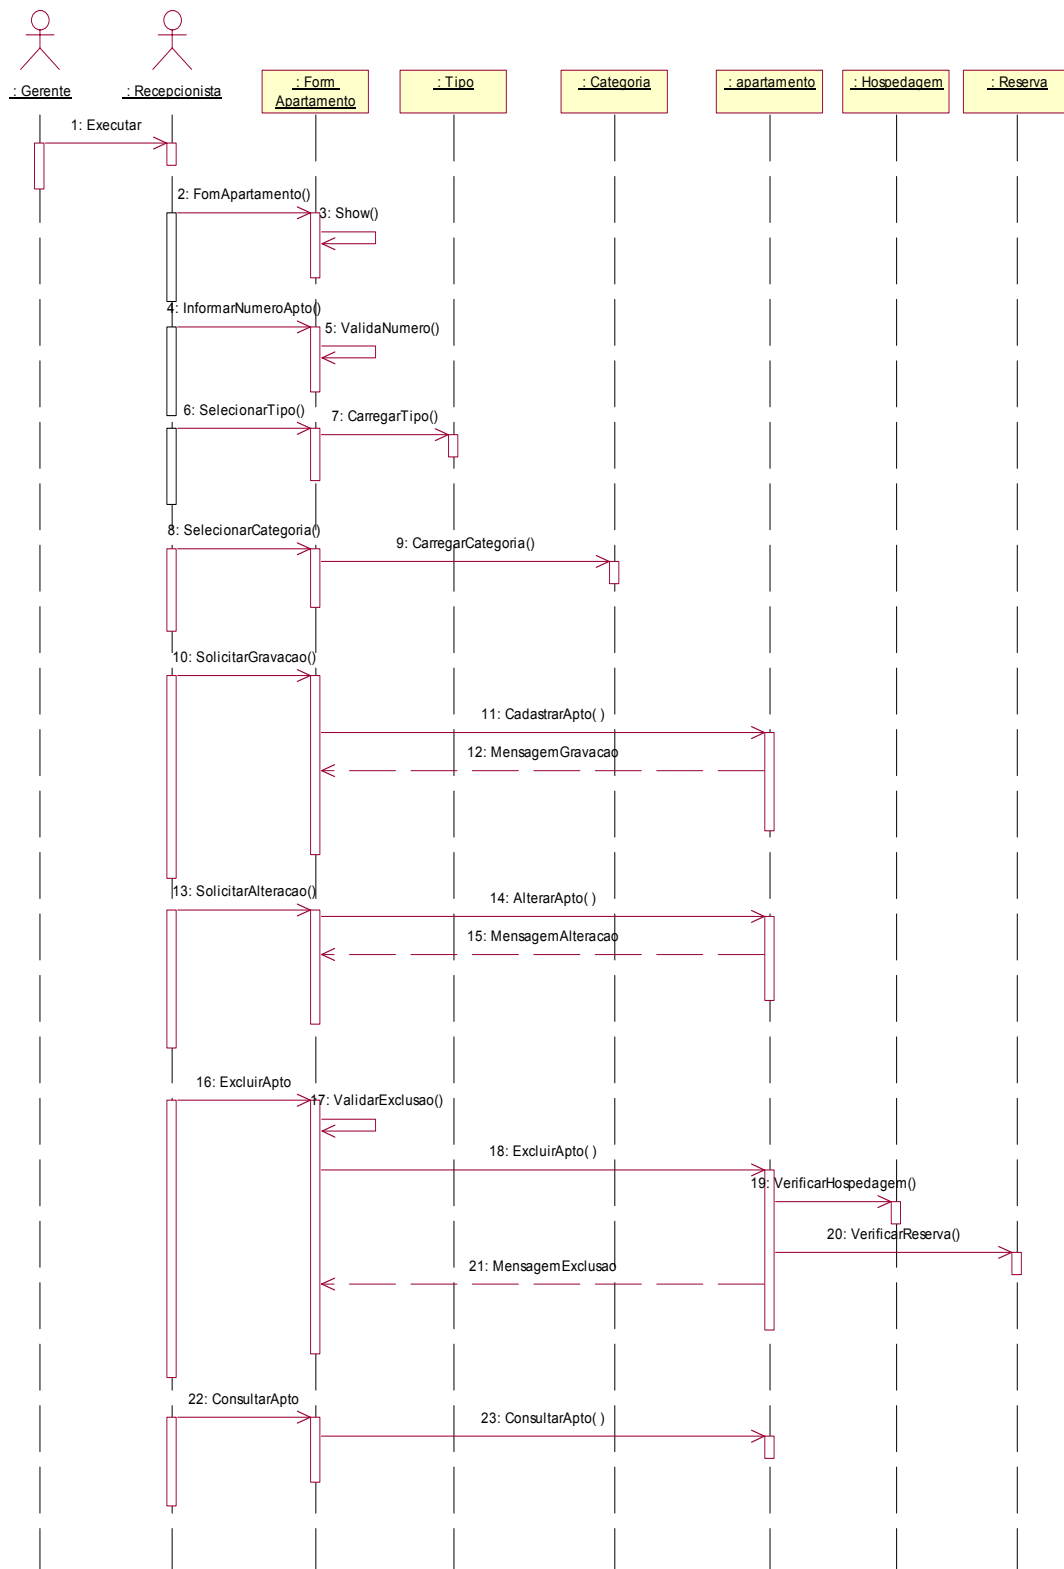 : Gerente
: Recepcionista
: Form
Apartamento
: Tipo
: Categoria
: apartamento
: Hospedagem
: Reserva
1: Executar
2: FomApartamento()
3: Show()
4: InformarNumeroApto()
5: ValidaNumero()
6: SelecionarTipo()
7: CarregarTipo()
8: SelecionarCategoria()
9: CarregarCategoria()
10: SolicitarGravacao()
11: CadastrarApto( )
12: MensagemGravacao
13: SolicitarAlteracao()
14: AlterarApto( )
15: MensagemAlteracao
16: ExcluirApto
17: ValidarExclusao()
18: ExcluirApto( )
19: VerificarHospedagem()
20: VerificarReserva()
21: MensagemExclusao
22: ConsultarApto
23: ConsultarApto( )